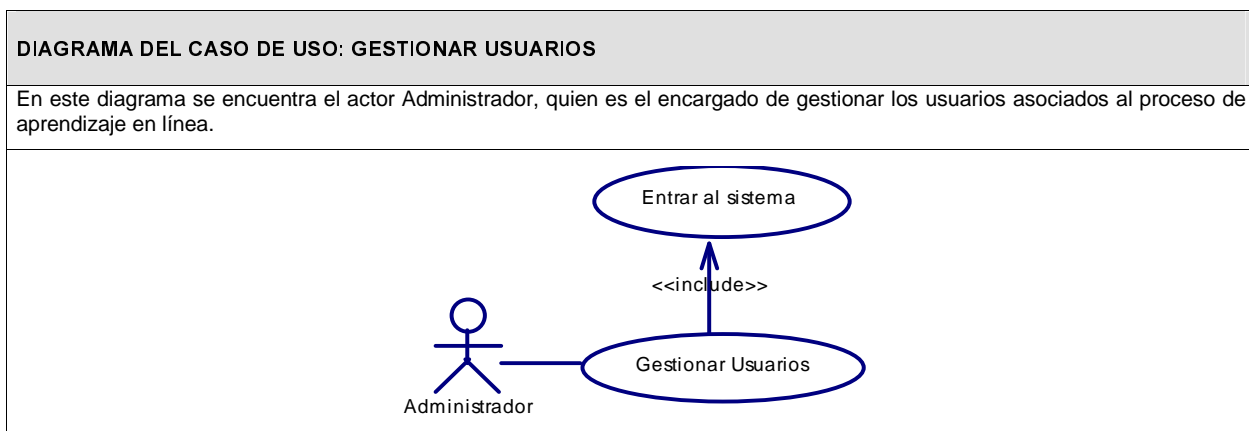 DIAGRAMA DEL CASO DE USO: GESTIONAR USUARIOS
En este diagrama se encuentra el actor Administrador, quien es el encargado de gestionar los usuarios asociados al proceso de
aprendizaje en línea.
Entrar al sistema
<<include>>
Gestionar Usuarios
Administrador